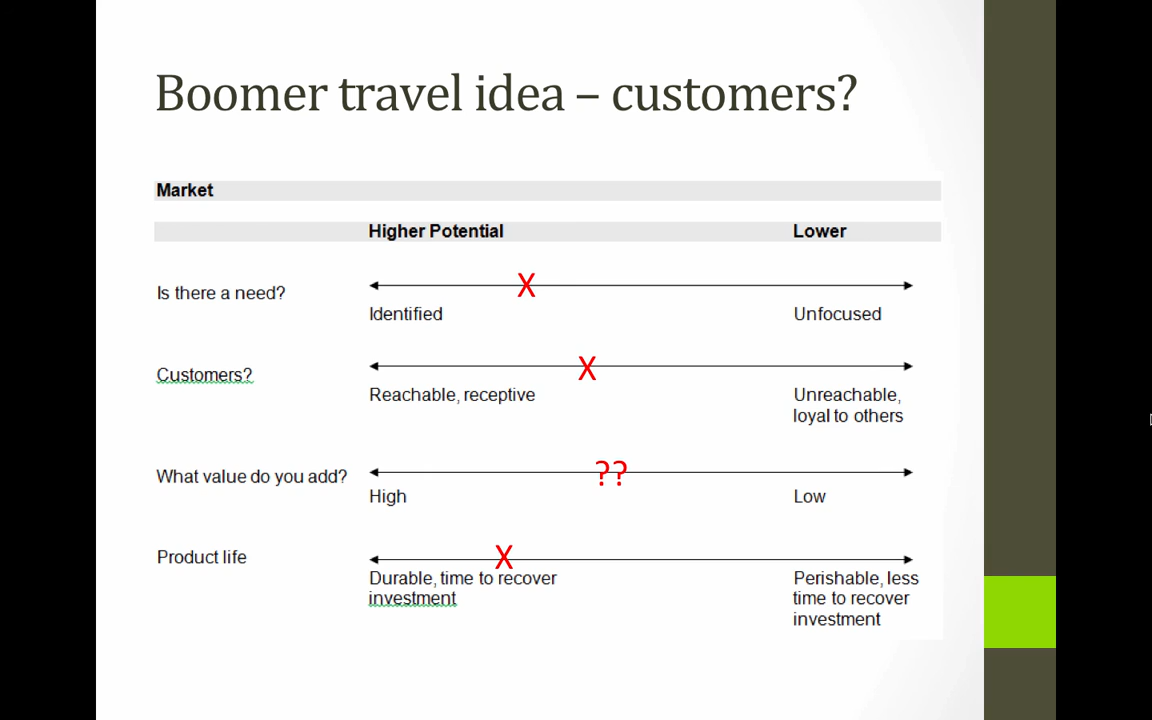 Boomer travel idea – customers?
Market
Higher Potential Lower
Is there a need? X
Identified Unfocused
Customers? X
Reachable, receptive Unreachable,
loyal to others
What value do you add? ??
High Low
Product life X
Durable, time to recover Perishable, less
investment time to recover
investment